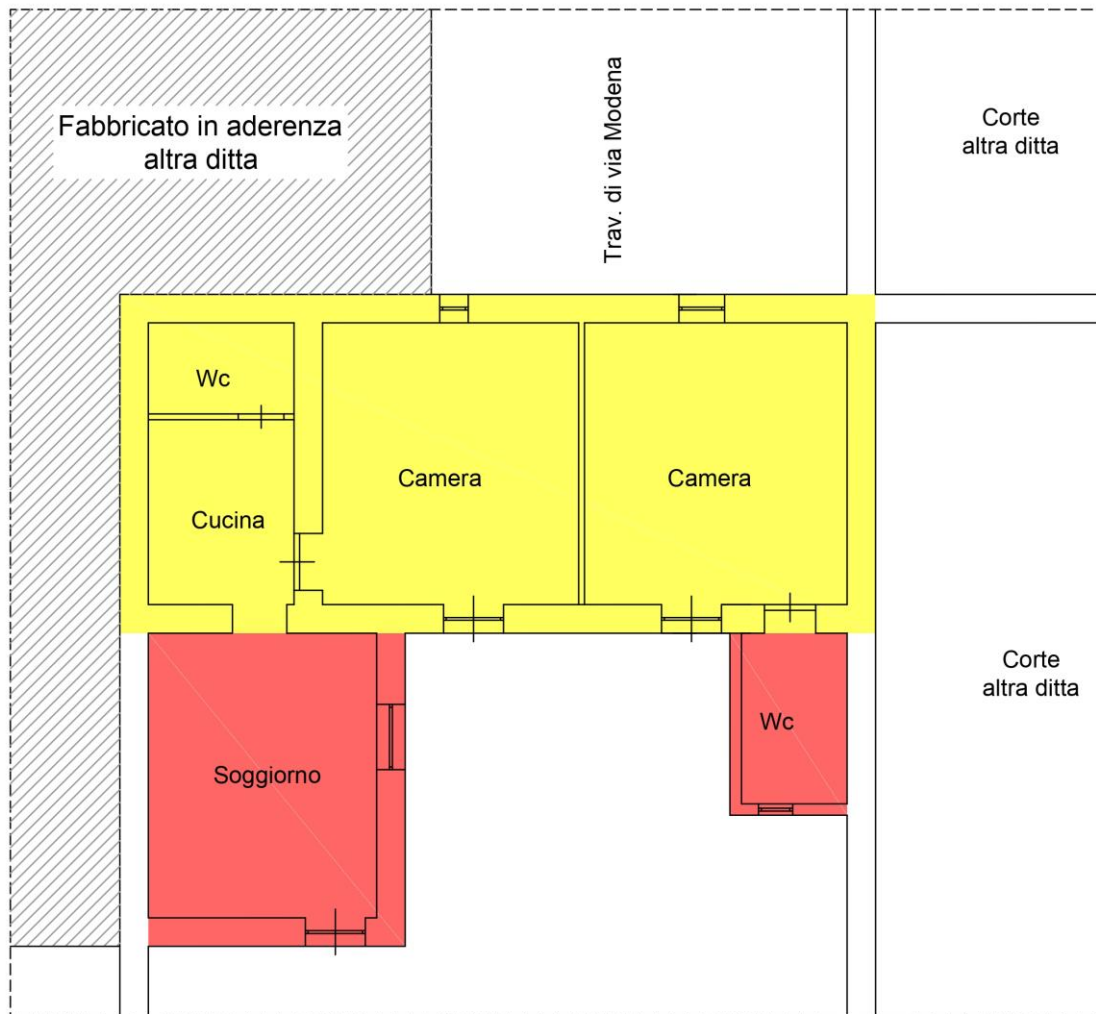 Fabbricato in aderenza
altra ditta
Trav. di via Modena
Corte
altra ditta
Wc
Cucina
Camera
Camera
Soggiorno
Wc
Corte
altra ditta